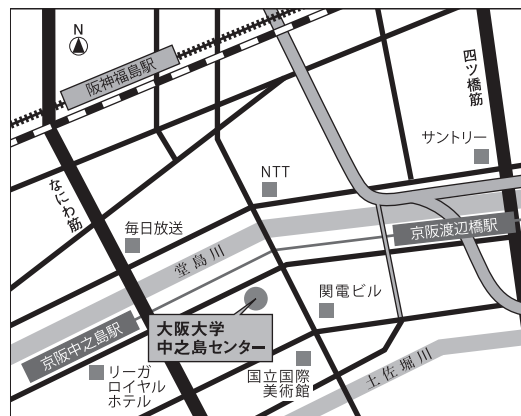 N
阪神福島駅
四ツ橋筋
サントリー
なにわ筋
NTT
毎日放送
堂島川
京阪渡辺橋駅
大阪大学
中之島センター
関電ビル
京阪中之島駅
リーガ
ロイヤル
ホテル
国立国際
美術館
土佐堀川